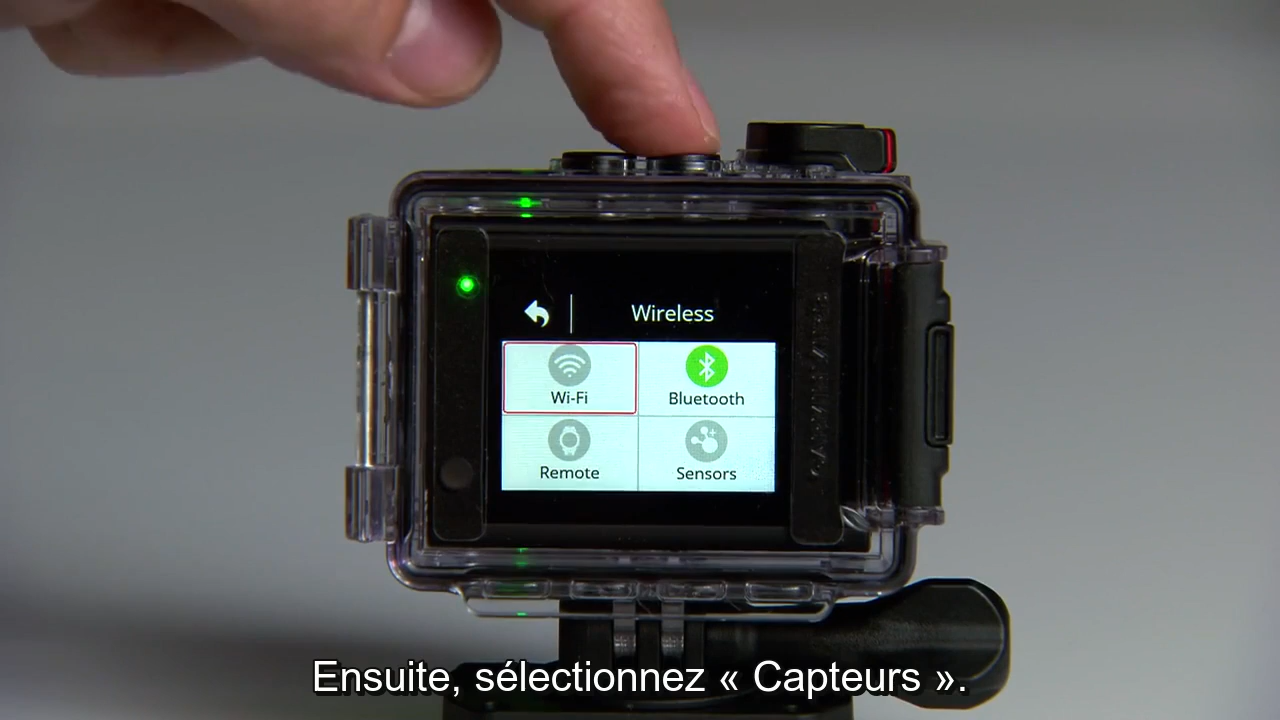 Wireless
Wi-Fi
Bluetooth
Remote
Sensors
Ensuite, sélectionnez « Capteurs ».